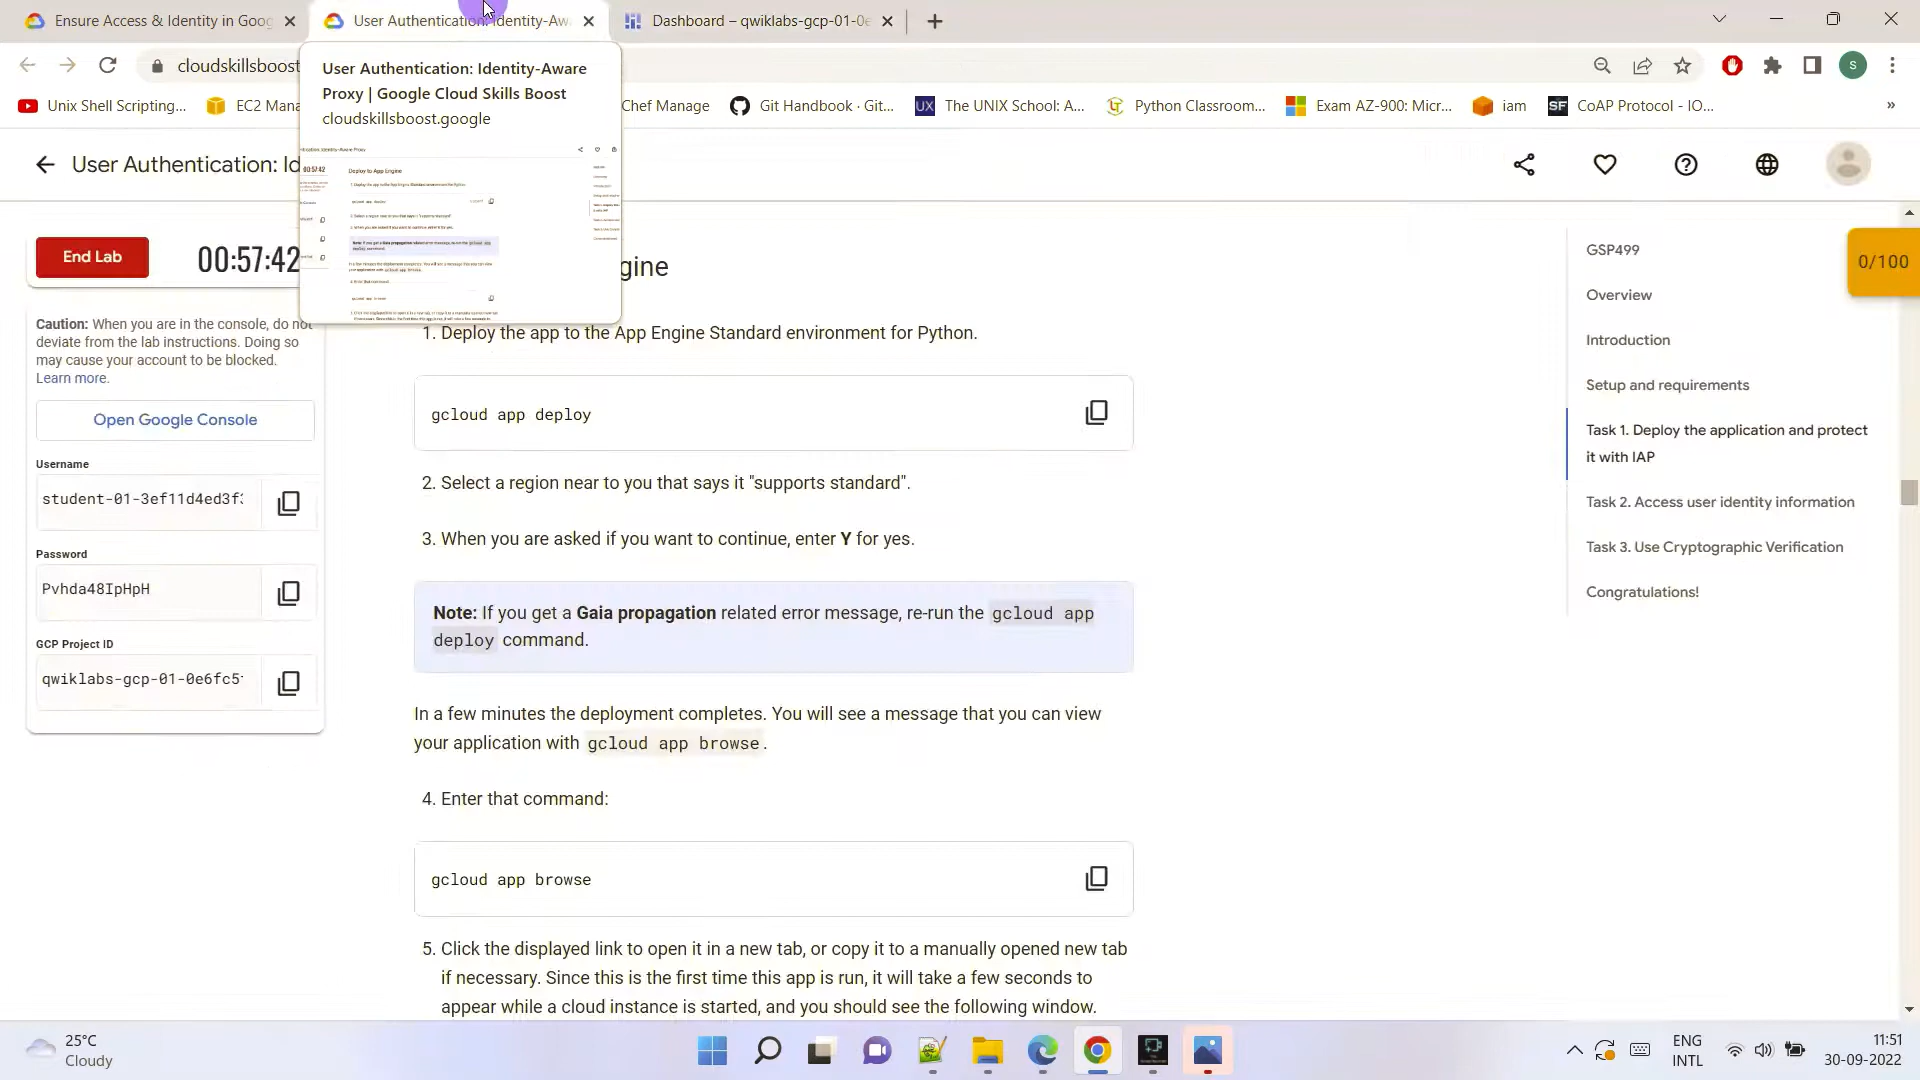 Ensure Access & Identity in Goog
User Authentication: Identity-Aw
Dashboard – qwiklabs-gcp-01-0e
cloudskillsboost
Unix Shell Scripting...
EC2 Mana
Chef Manage
Git Handbook · Git...
The UNIX School: A...
Python Classroom...
Exam AZ-900: Micr...
iam
CoAP Protocol - IO...
User Authentication: Identity-Aware
Proxy | Google Cloud Skills Boost
cloudskillsboost.google
User Authentication: Id
End Lab
00:57:42
Caution: When you are in the console, do not
deviate from the lab instructions. Doing so
may cause your account to be blocked.
Learn more.
Open Google Console
Username
student-01-3ef11d4ed3f
Password
Pvhda48IpHpH
GCP Project ID
qwiklabs-gcp-01-0e6fc5
00:57:42
Deploy to App Engine
gine
1. Deploy the app to the App Engine Standard environment for Python.
gcloud app deploy
2. Select a region near to you that says it "supports standard".
3. When you are asked if you want to continue, enter Y for yes.
Note: If you get a Gaia propagation related error message, re-run the gcloud app
deploy command.
In a few minutes the deployment completes. You will see a message that you can view
your application with gcloud app browse.
4. Enter that command:
gcloud app browse
5. Click the displayed link to open it in a new tab, or copy it to a manually opened new tab
if necessary. Since this is the first time this app is run, it will take a few seconds to
appear while a cloud instance is started, and you should see the following window.
GSP499
Overview
Introduction
Setup and requirements
Task 1. Deploy the application and protect
it with IAP
Task 2. Access user identity information
Task 3. Use Cryptographic Verification
Congratulations!
0/100
S
25°C
Cloudy
ENG
INTL
11:51
30-09-2022